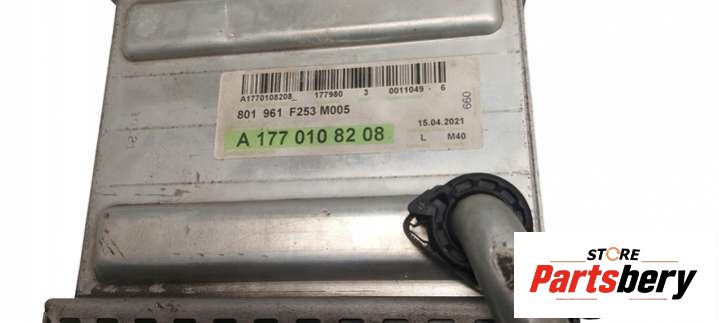 A1770108208_ 177980 3 0011049 - 6
801 961 F253 M005
660
A 177 010 82 08
15.04.2021
L M40
STORE
Partsbery